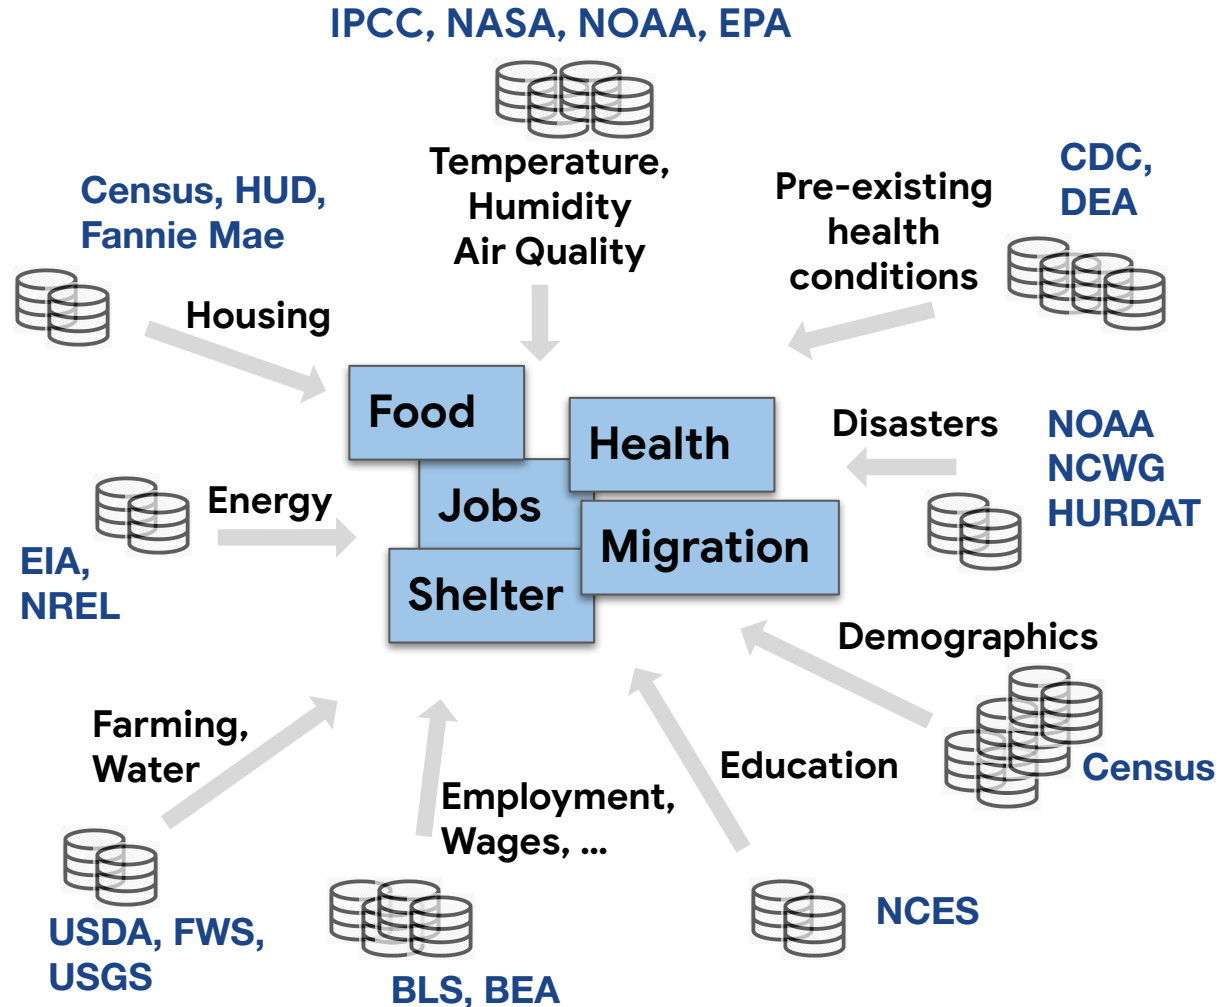 IPCC, NASA, NOAA, EPA
Temperature,
Humidity
Air Quality
Census, HUD,
Fannie Mae
Housing
Pre-existing
health
conditions
CDC,
DEA
Food
Health
Jobs
Migration
Shelter
Disasters
NOAA
NCWG
HURDAT
Energy
EIA,
NREL
Demographics
Census
Farming,
Water
USDA, FWS,
USGS
Employment,
Wages, ...
BLS, BEA
Education
NCES